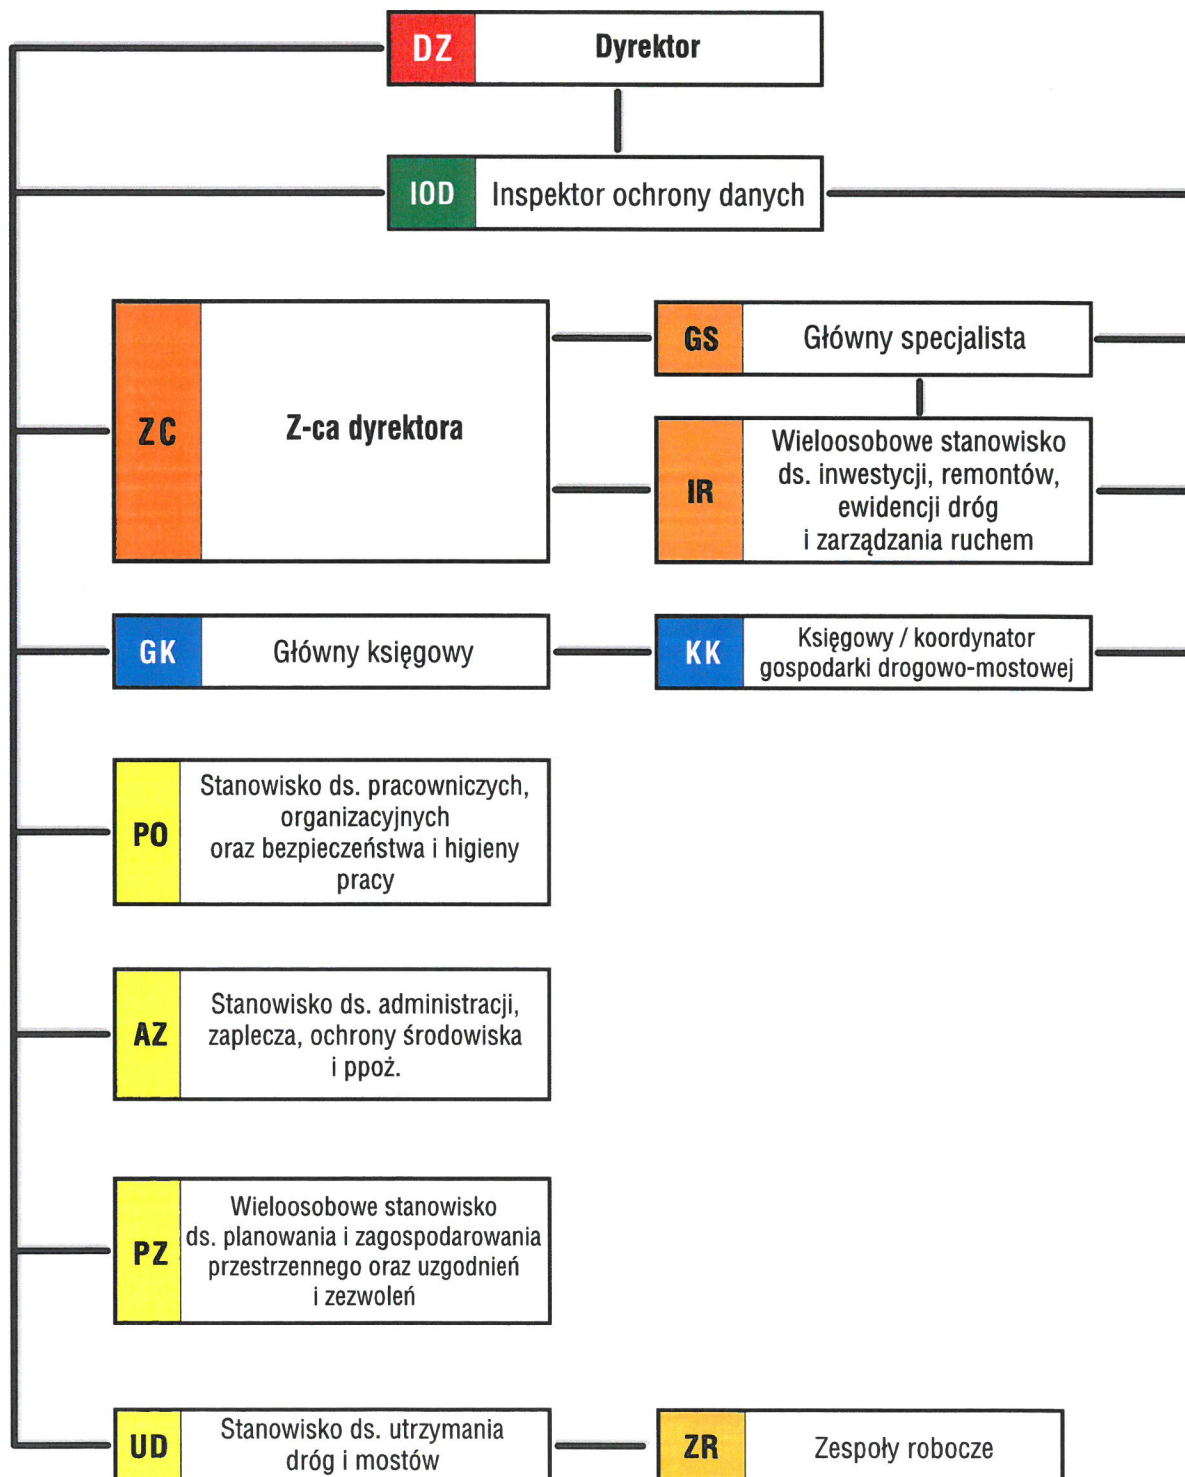 DZ Dyrektor
IOD Inspektor ochrony danych
ZC Z-ca dyrektora
GS Główny specjalista
IR Wieloosobowe stanowisko
ds. inwestycji, remontów,
ewidencji dróg
i zarządzania ruchem
GK Główny księgowy
KK Księgowy / koordynator
gospodarki drogowo-mostowej
PO Stanowisko ds. pracowniczych,
organizacyjnych
oraz bezpieczeństwa i higieny
pracy
AZ Stanowisko ds. administracji,
zaplecza, ochrony środowiska
i ppoż.
PZ Wieloosobowe stanowisko
ds. planowania i zagospodarowania
przestrzennego oraz uzgodnień
i zezwoleń
UD Stanowisko ds. utrzymania
dróg i mostów
ZR Zespoły robocze